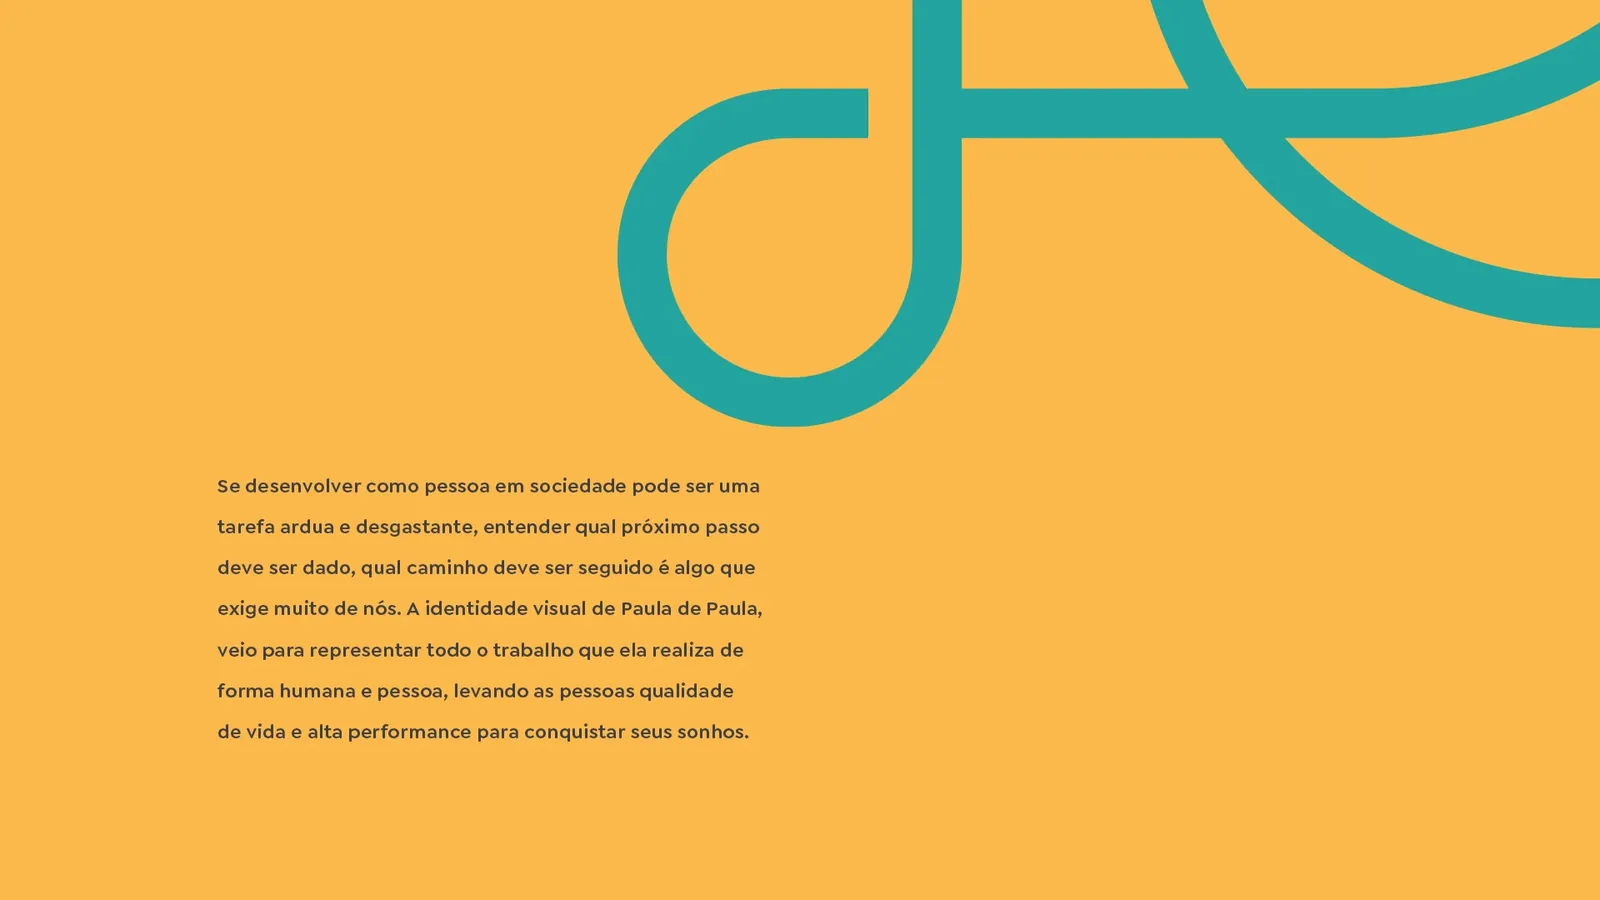 Se desenvolver como pessoa em sociedade pode ser uma
tarefa ardua e desgastante, entender qual próximo passo
deve ser dado, qual caminho deve ser seguido é algo que
exige muito de nós. A identidade visual de Paula de Paula,
veio para representar todo o trabalho que ela realiza de
forma humana e pessoa, levando as pessoas qualidade
de vida e alta performance para conquistar seus sonhos.